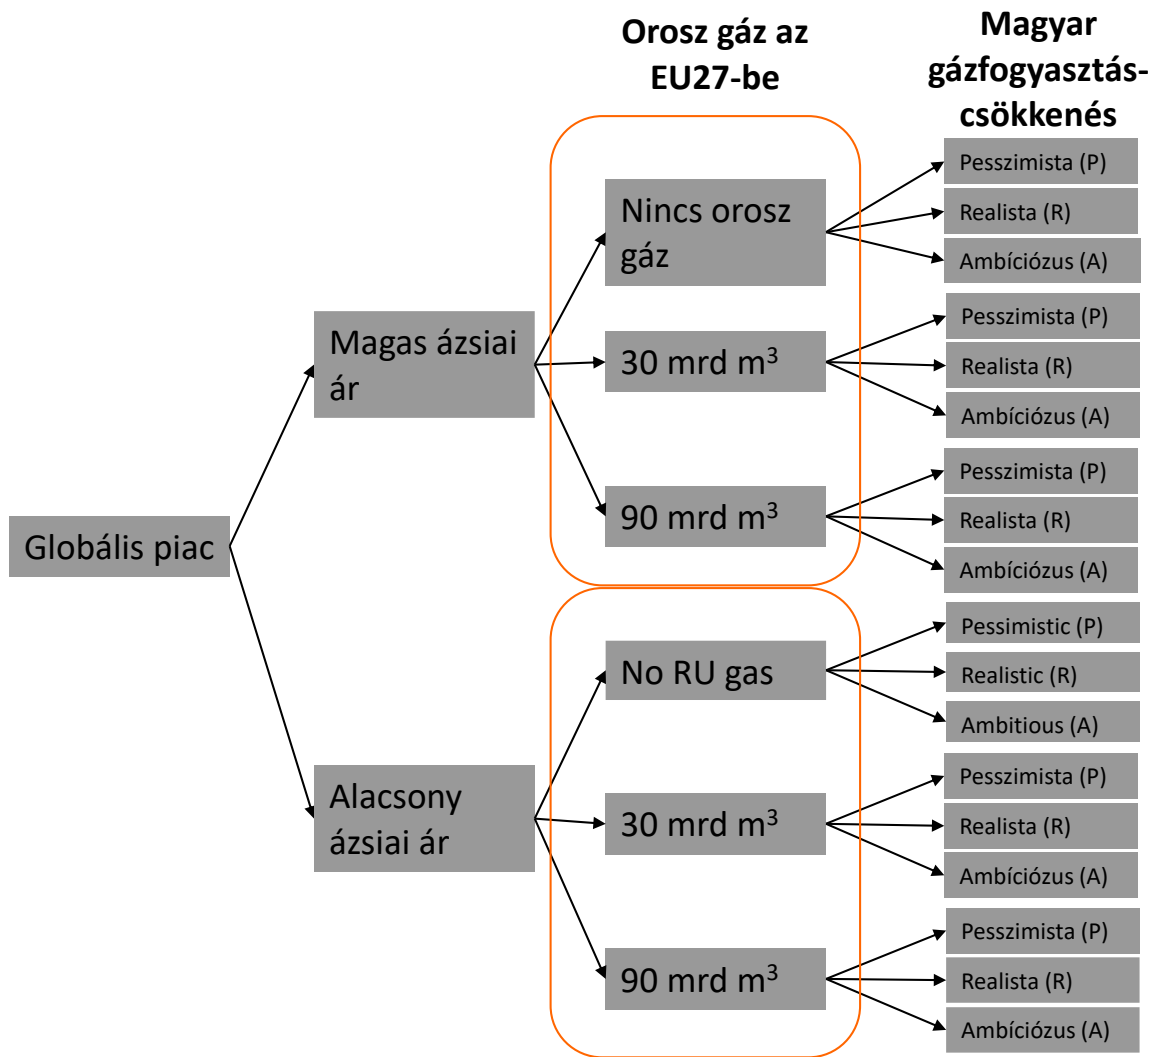 Orosz gáz az
EU27-be
Magyar
gázfogyasztás-
csökkenés
Globális piac
Magas ázsiai
ár
Nincs orosz
gáz
Pesszimista (P)
Realista (R)
Ambíciózus (A)
30 mrd m³
Pesszimista (P)
Realista (R)
Ambíciózus (A)
90 mrd m³
Pesszimista (P)
Realista (R)
Ambíciózus (A)
Alacsony
ázsiai ár
No RU gas
Pessimistic (P)
Realistic (R)
Ambitious (A)
30 mrd m³
Pesszimista (P)
Realista (R)
Ambíciózus (A)
90 mrd m³
Pesszimista (P)
Realista (R)
Ambíciózus (A)